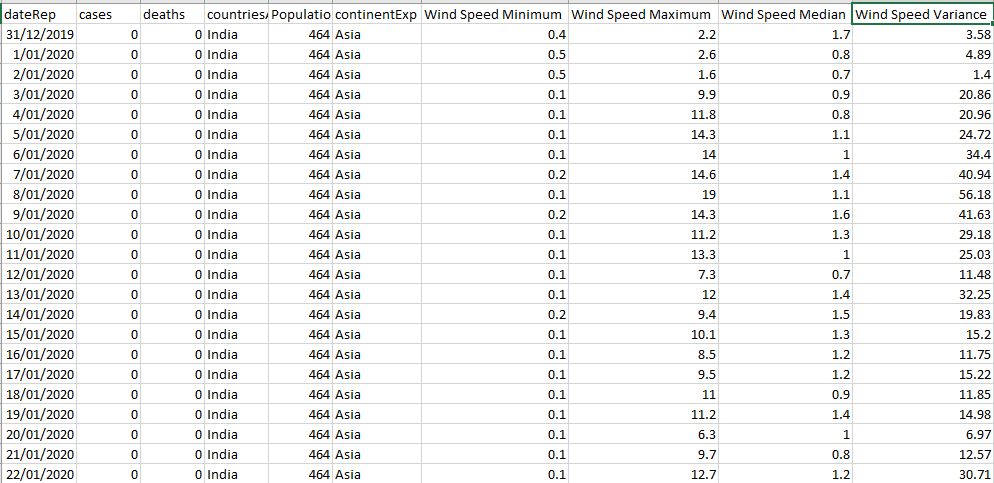 dateRep cases deaths countriesA Populatio continentExp Wind Speed Minimum Wind Speed Maximum Wind Speed Median Wind Speed Variance
31/12/2019 0 0 India 464 Asia 0.4 2.2 1.7 3.58
1/01/2020 0 0 India 464 Asia 0.5 2.6 0.8 4.89
2/01/2020 0 0 India 464 Asia 0.5 1.6 0.7 1.4
3/01/2020 0 0 India 464 Asia 0.1 9.9 0.9 20.86
4/01/2020 0 0 India 464 Asia 0.1 11.8 0.8 20.96
5/01/2020 0 0 India 464 Asia 0.1 14.3 1.1 24.72
6/01/2020 0 0 India 464 Asia 0.1 14 1 34.4
7/01/2020 0 0 India 464 Asia 0.2 14.6 1.4 40.94
8/01/2020 0 0 India 464 Asia 0.1 19 1.1 56.18
9/01/2020 0 0 India 464 Asia 0.2 14.3 1.6 41.63
10/01/2020 0 0 India 464 Asia 0.1 11.2 1.3 29.18
11/01/2020 0 0 India 464 Asia 0.1 13.3 1 25.03
12/01/2020 0 0 India 464 Asia 0.1 7.3 0.7 11.48
13/01/2020 0 0 India 464 Asia 0.1 12 1.4 32.25
14/01/2020 0 0 India 464 Asia 0.2 9.4 1.5 19.83
15/01/2020 0 0 India 464 Asia 0.1 10.1 1.3 15.2
16/01/2020 0 0 India 464 Asia 0.1 8.5 1.2 11.75
17/01/2020 0 0 India 464 Asia 0.1 9.5 1.2 15.22
18/01/2020 0 0 India 464 Asia 0.1 11 0.9 11.85
19/01/2020 0 0 India 464 Asia 0.1 11.2 1.4 14.98
20/01/2020 0 0 India 464 Asia 0.1 6.3 1 6.97
21/01/2020 0 0 India 464 Asia 0.1 9.7 0.8 12.57
22/01/2020 0 0 India 464 Asia 0.1 12.7 1.2 30.71